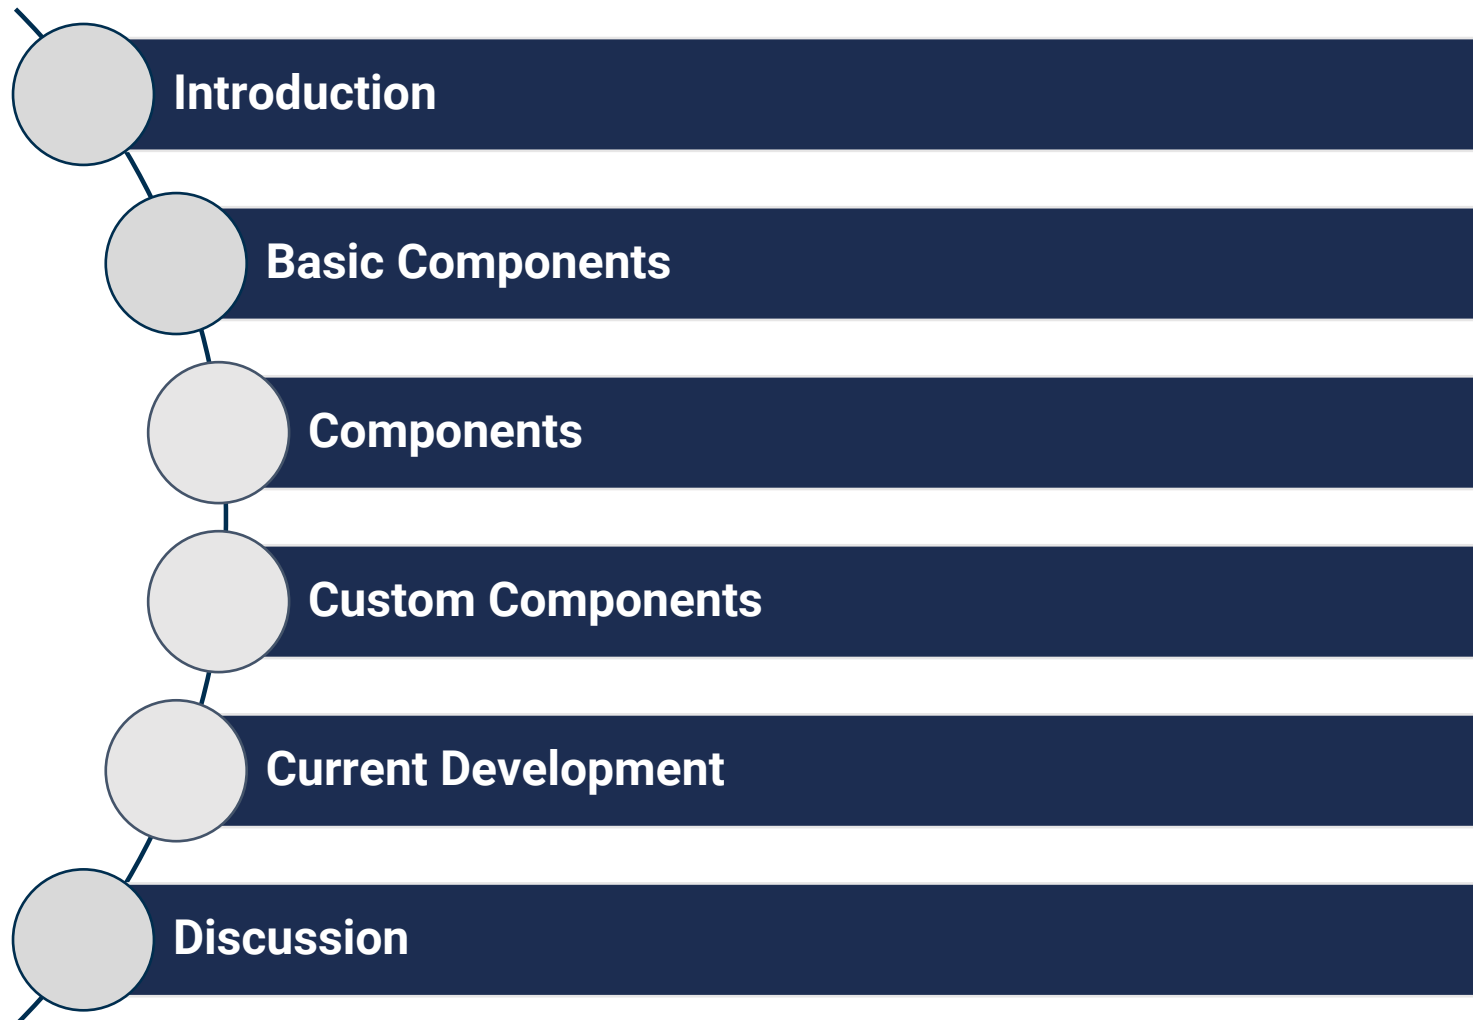 Introduction
Basic Components
Components
Custom Components
Current Development
Discussion